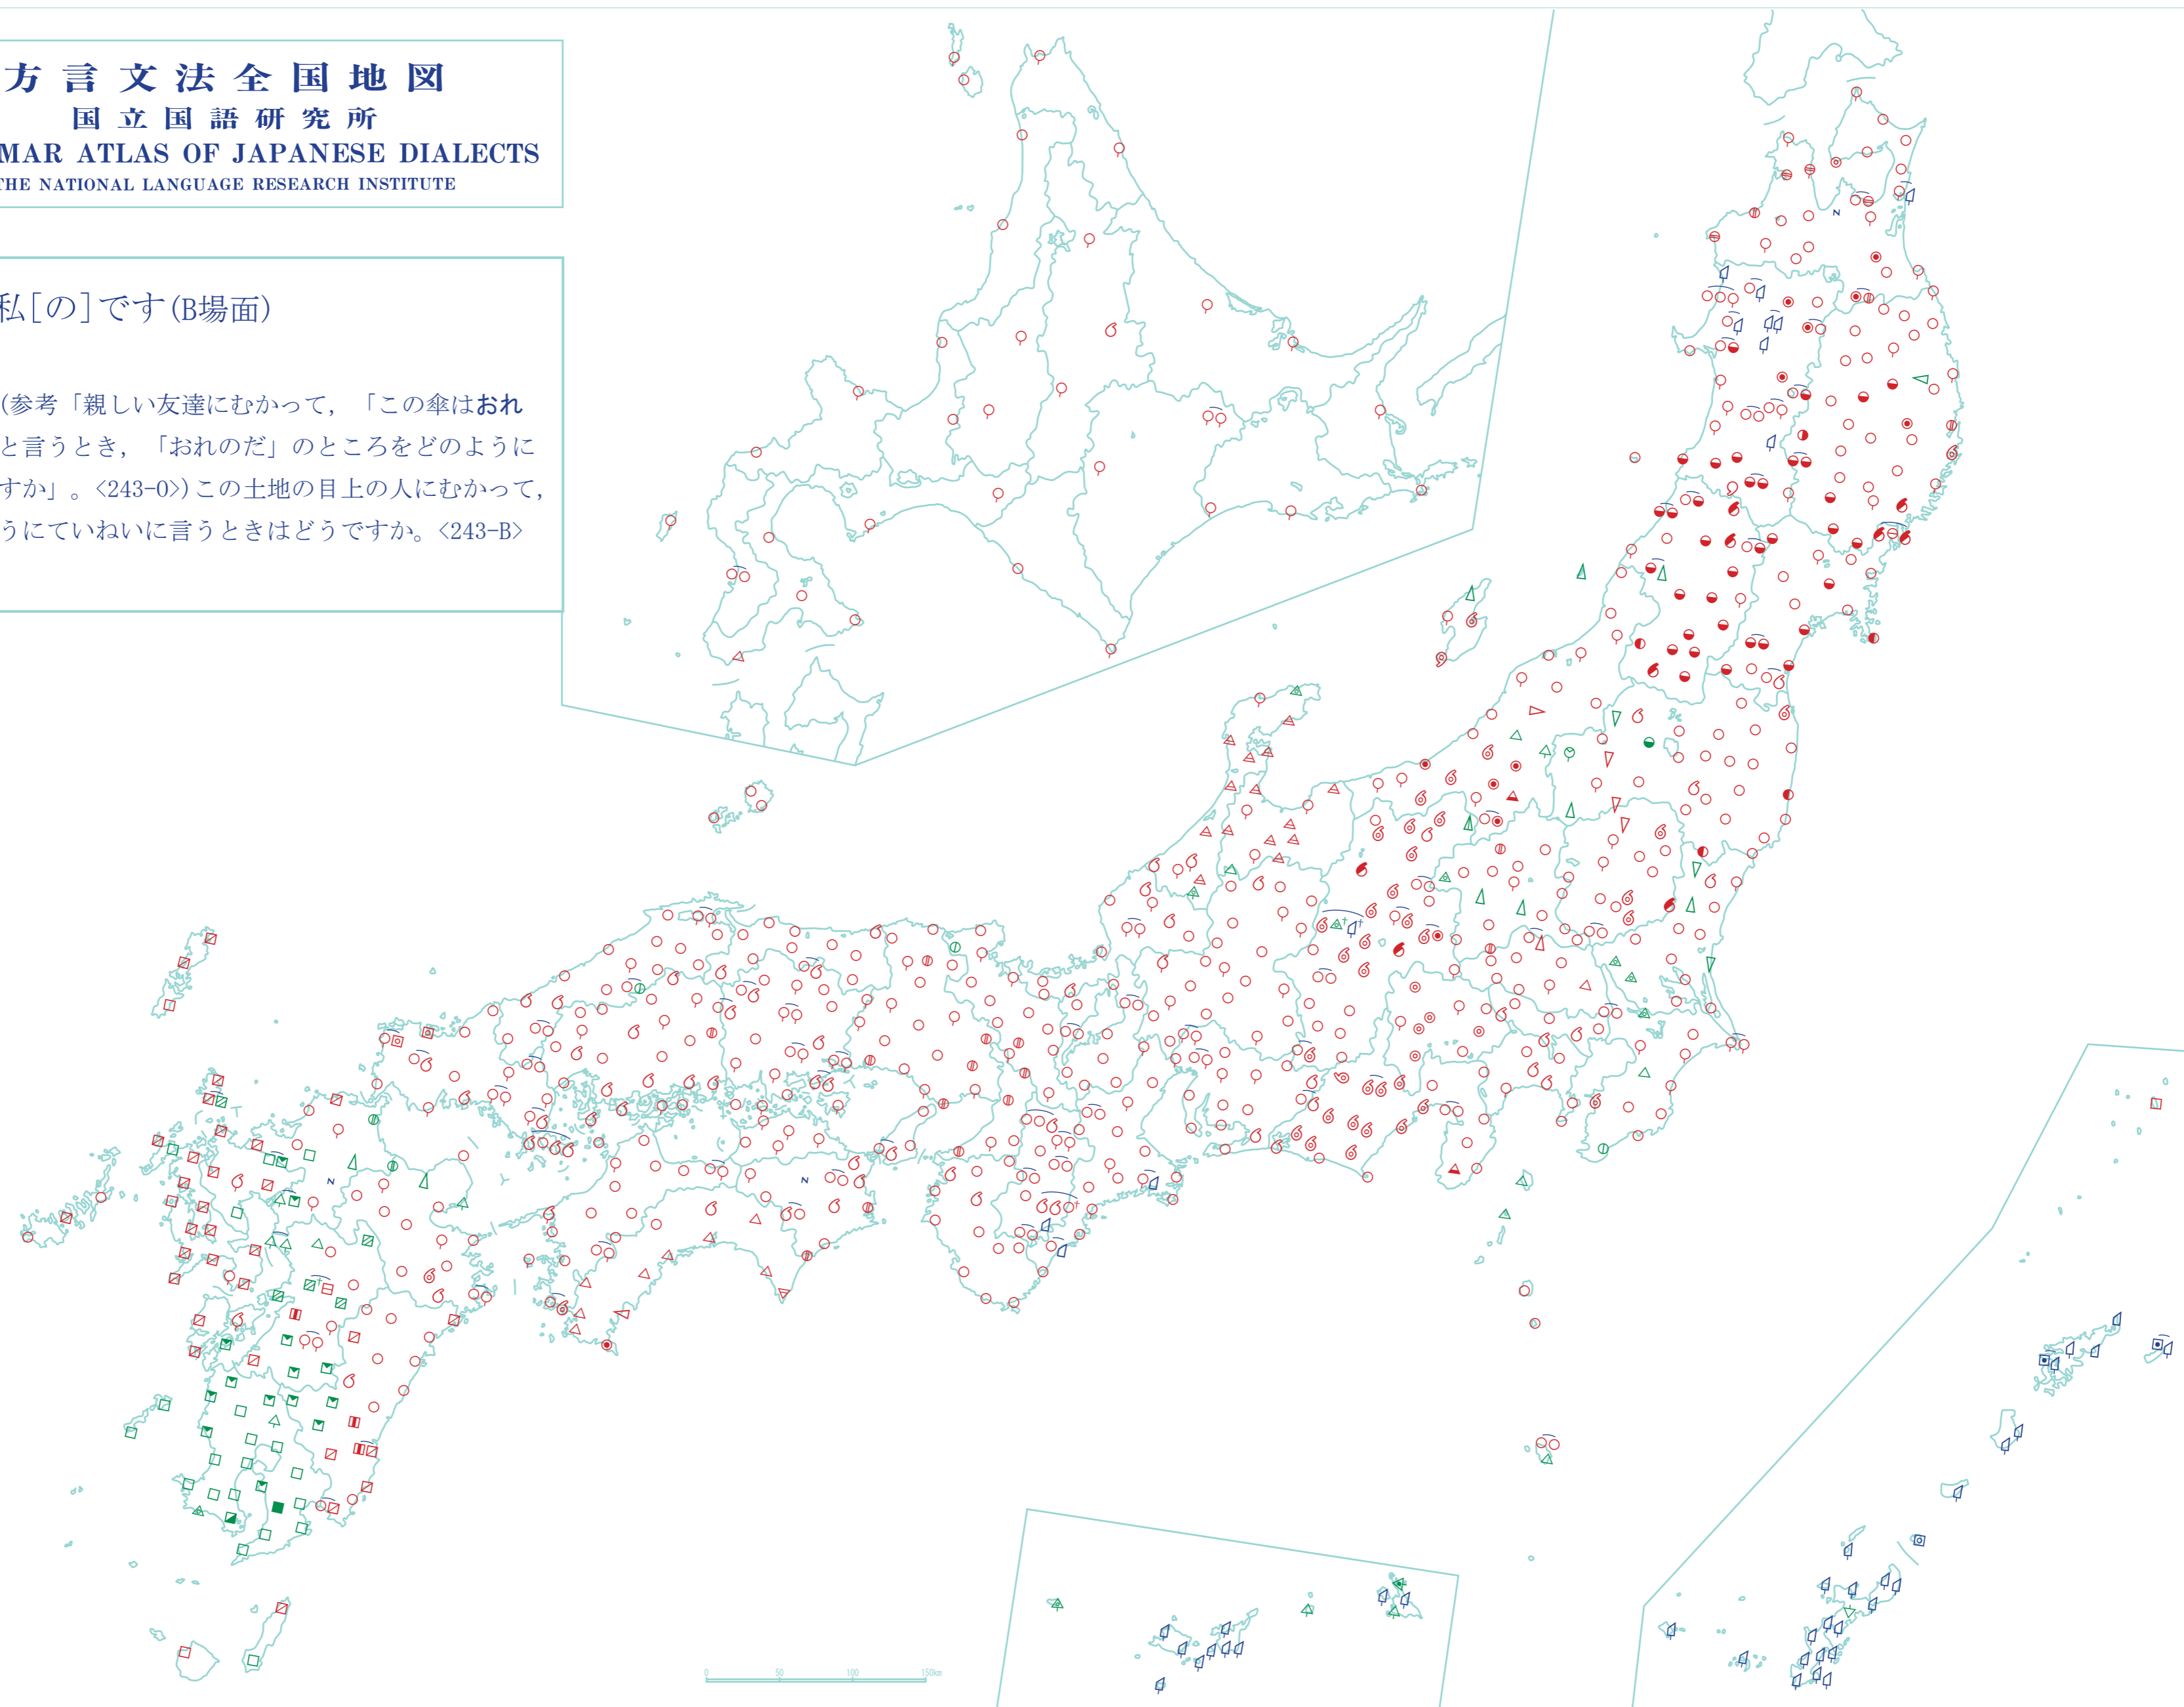 方言文法全国地図
国立国語研究所
MAR ATLAS OF JAPANESE DIALECTS
THE NATIONAL LANGUAGE RESEARCH INSTITUTE
私[の]です(B場面)
(参考「親しい友達にむかって，「この傘はおれ
と言うとき，「おれのだ」のところをどのように
すか」。<243-0>)この土地の目上の人にむかって，
うにていねいに言うときはどうですか。<243-B>
N
N
N
0 50 100 150km